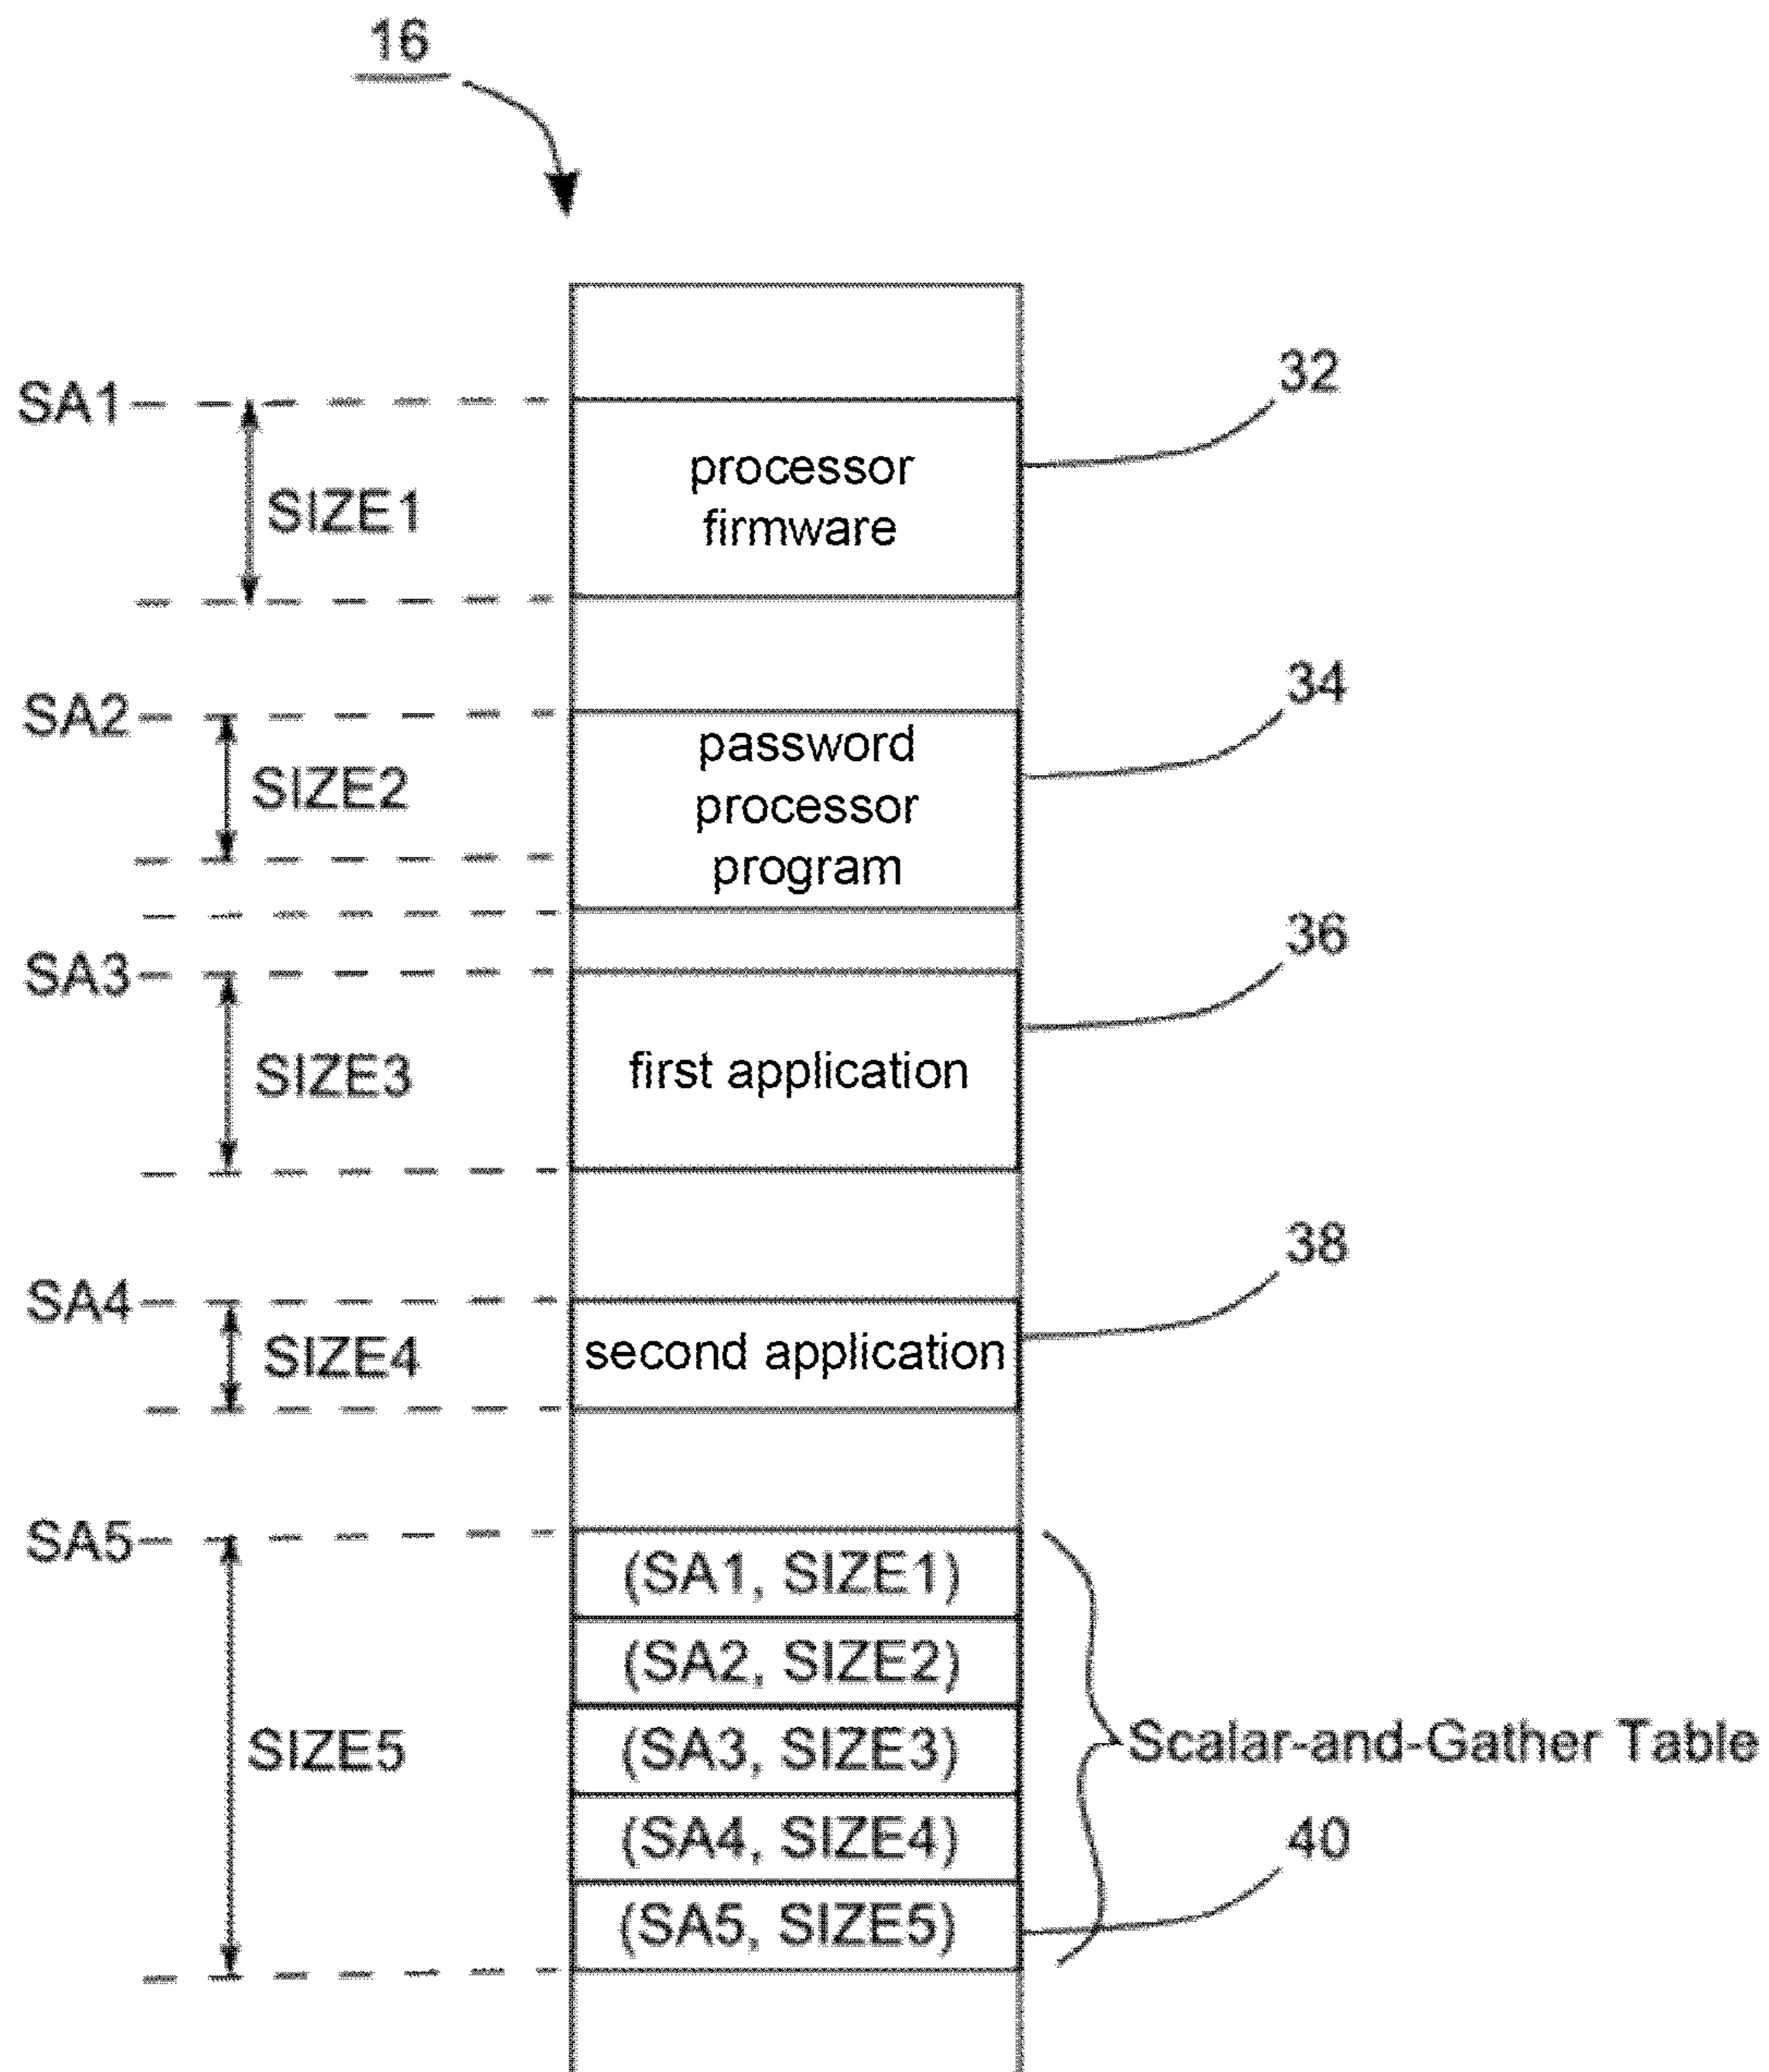 16
SA1
32
processor
firmware
SIZE1
SA2
34
password
processor
program
SIZE2
36
SA3
SIZE3
first application
38
SA4
SIZE4
second application
SA5
(SA1, SIZE1)
(SA2, SIZE2)
SIZE5
(SA3, SIZE3)
Scalar-and-Gather Table
(SA4, SIZE4)
40
(SA5, SIZE5)